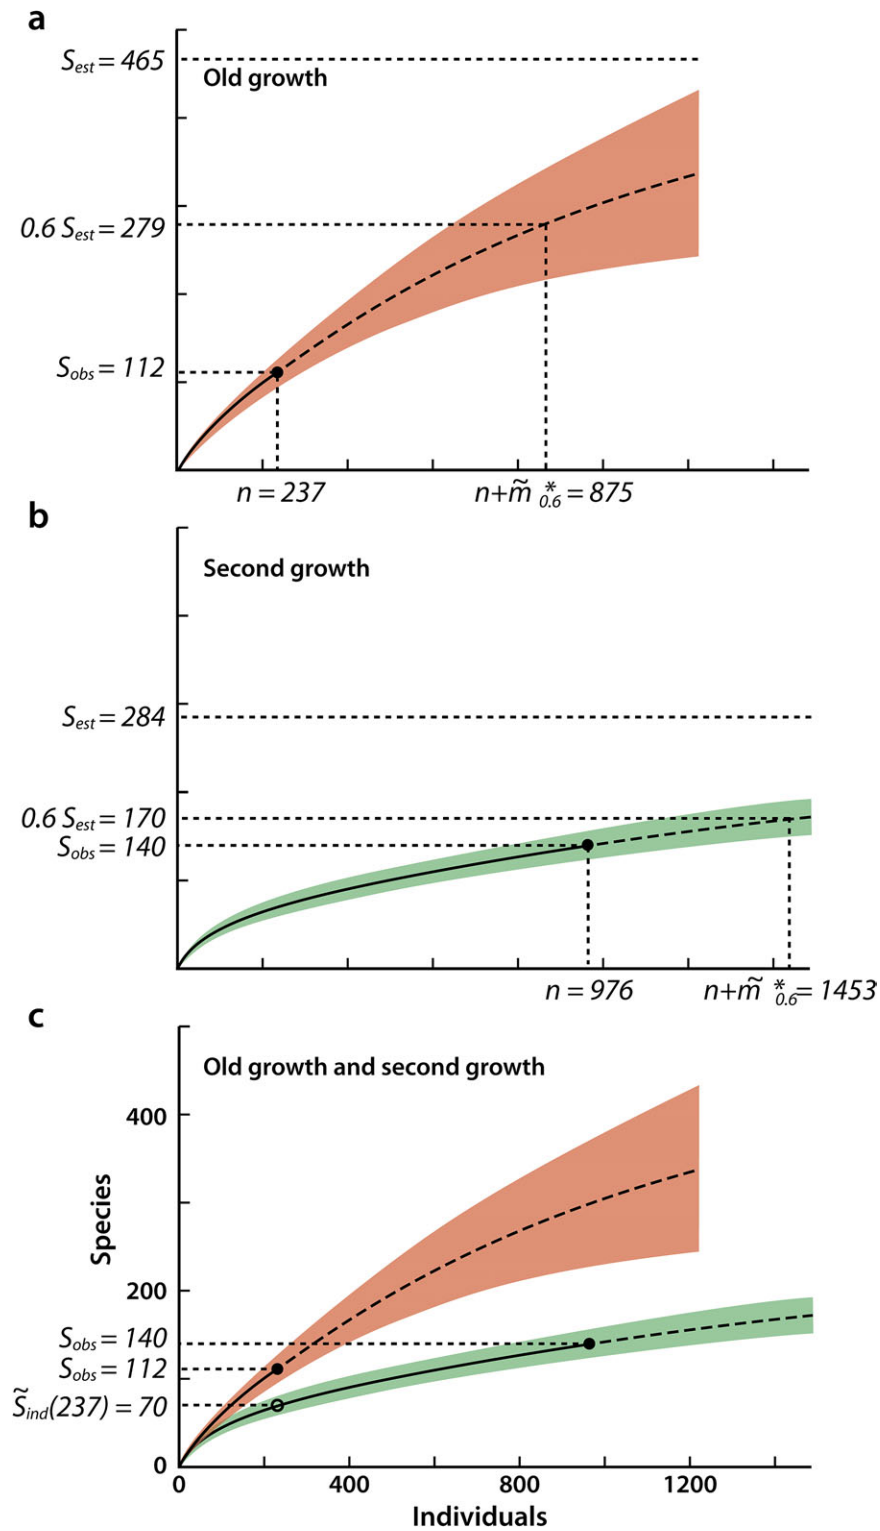 a
S_est = 465
Old growth
0.6 S_est = 279
S_obs = 112
n = 237
n+m̃*_0.6 = 875
b
Second growth
S_est = 284
0.6 S_est = 170
S_obs = 140
n = 976
n+m̃*_0.6 = 1453
c
Old growth and second growth
400
Species
200
S_obs = 140
S_obs = 112
S̃_ind(237) = 70
0
0 400 800 1200
Individuals